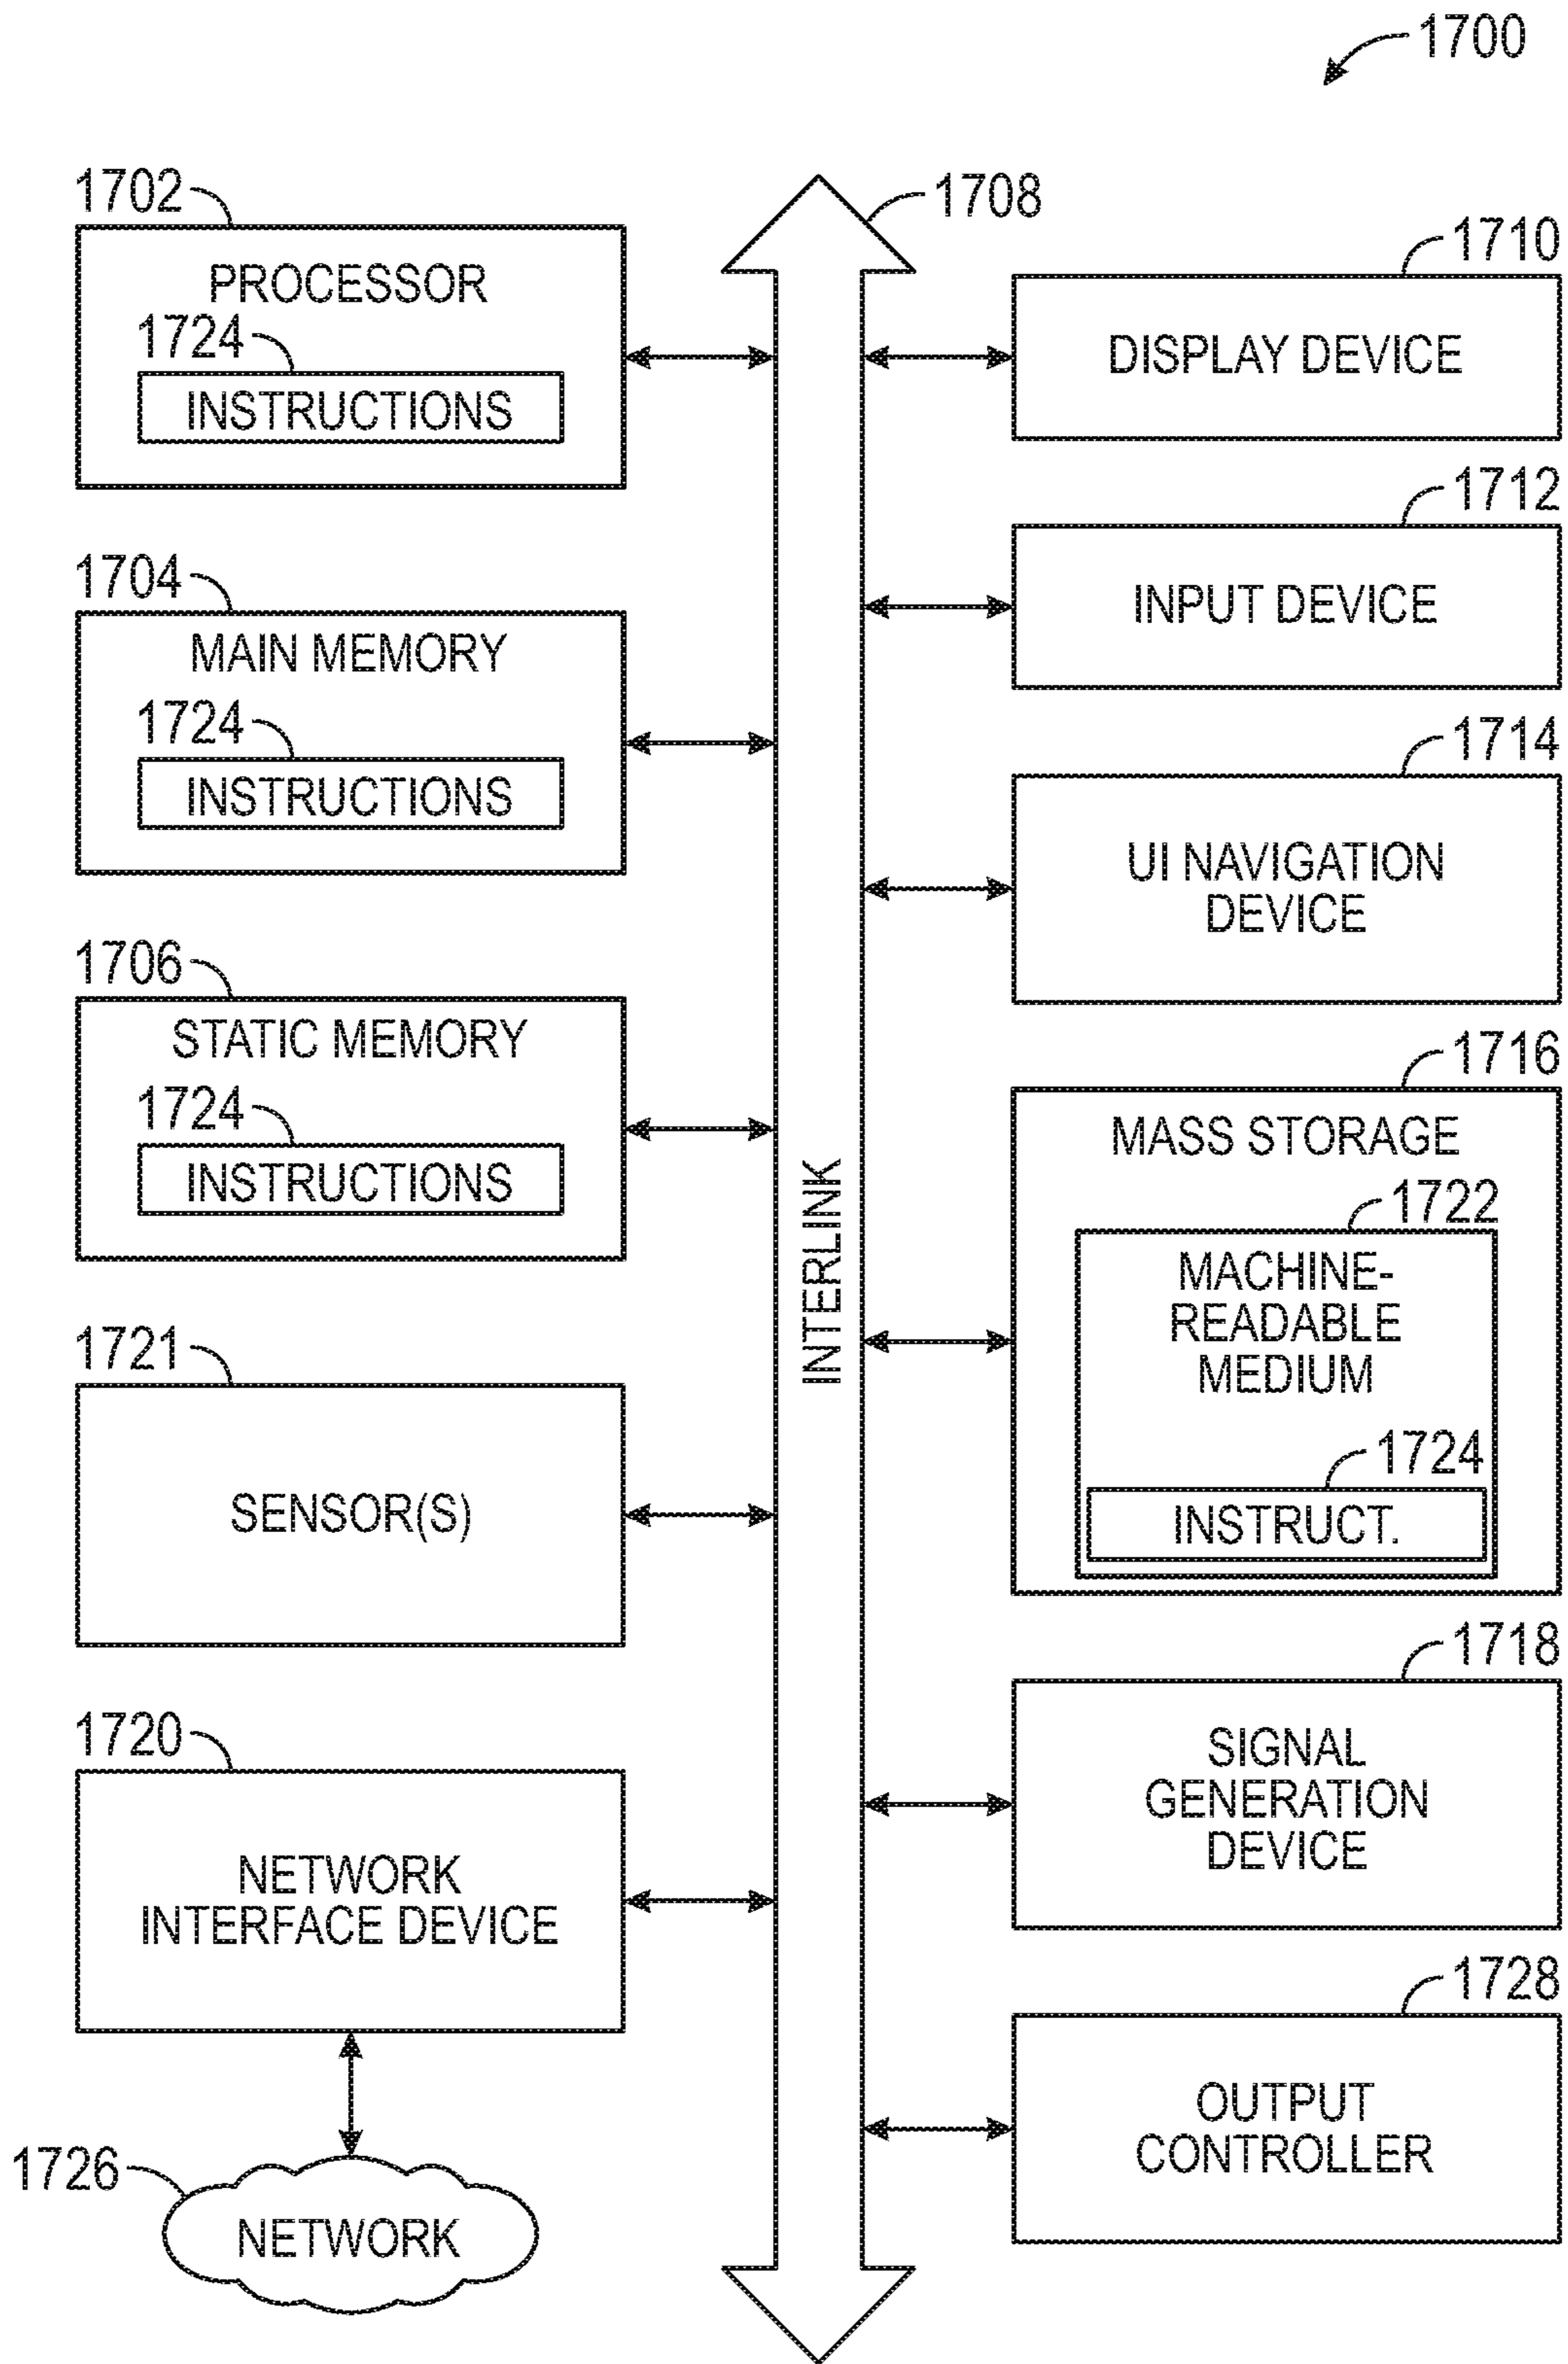 1700
1702
PROCESSOR
1724
INSTRUCTIONS
1704
MAIN MEMORY
1724
INSTRUCTIONS
1706
STATIC MEMORY
1724
INSTRUCTIONS
1721
SENSOR(S)
1720
NETWORK
INTERFACE DEVICE
1726
NETWORK
1708
INTERLINK
1710
DISPLAY DEVICE
1712
INPUT DEVICE
1714
UI NAVIGATION
DEVICE
1716
MASS STORAGE
1722
MACHINE-
READABLE
MEDIUM
1724
INSTRUCT.
1718
SIGNAL
GENERATION
DEVICE
1728
OUTPUT
CONTROLLER